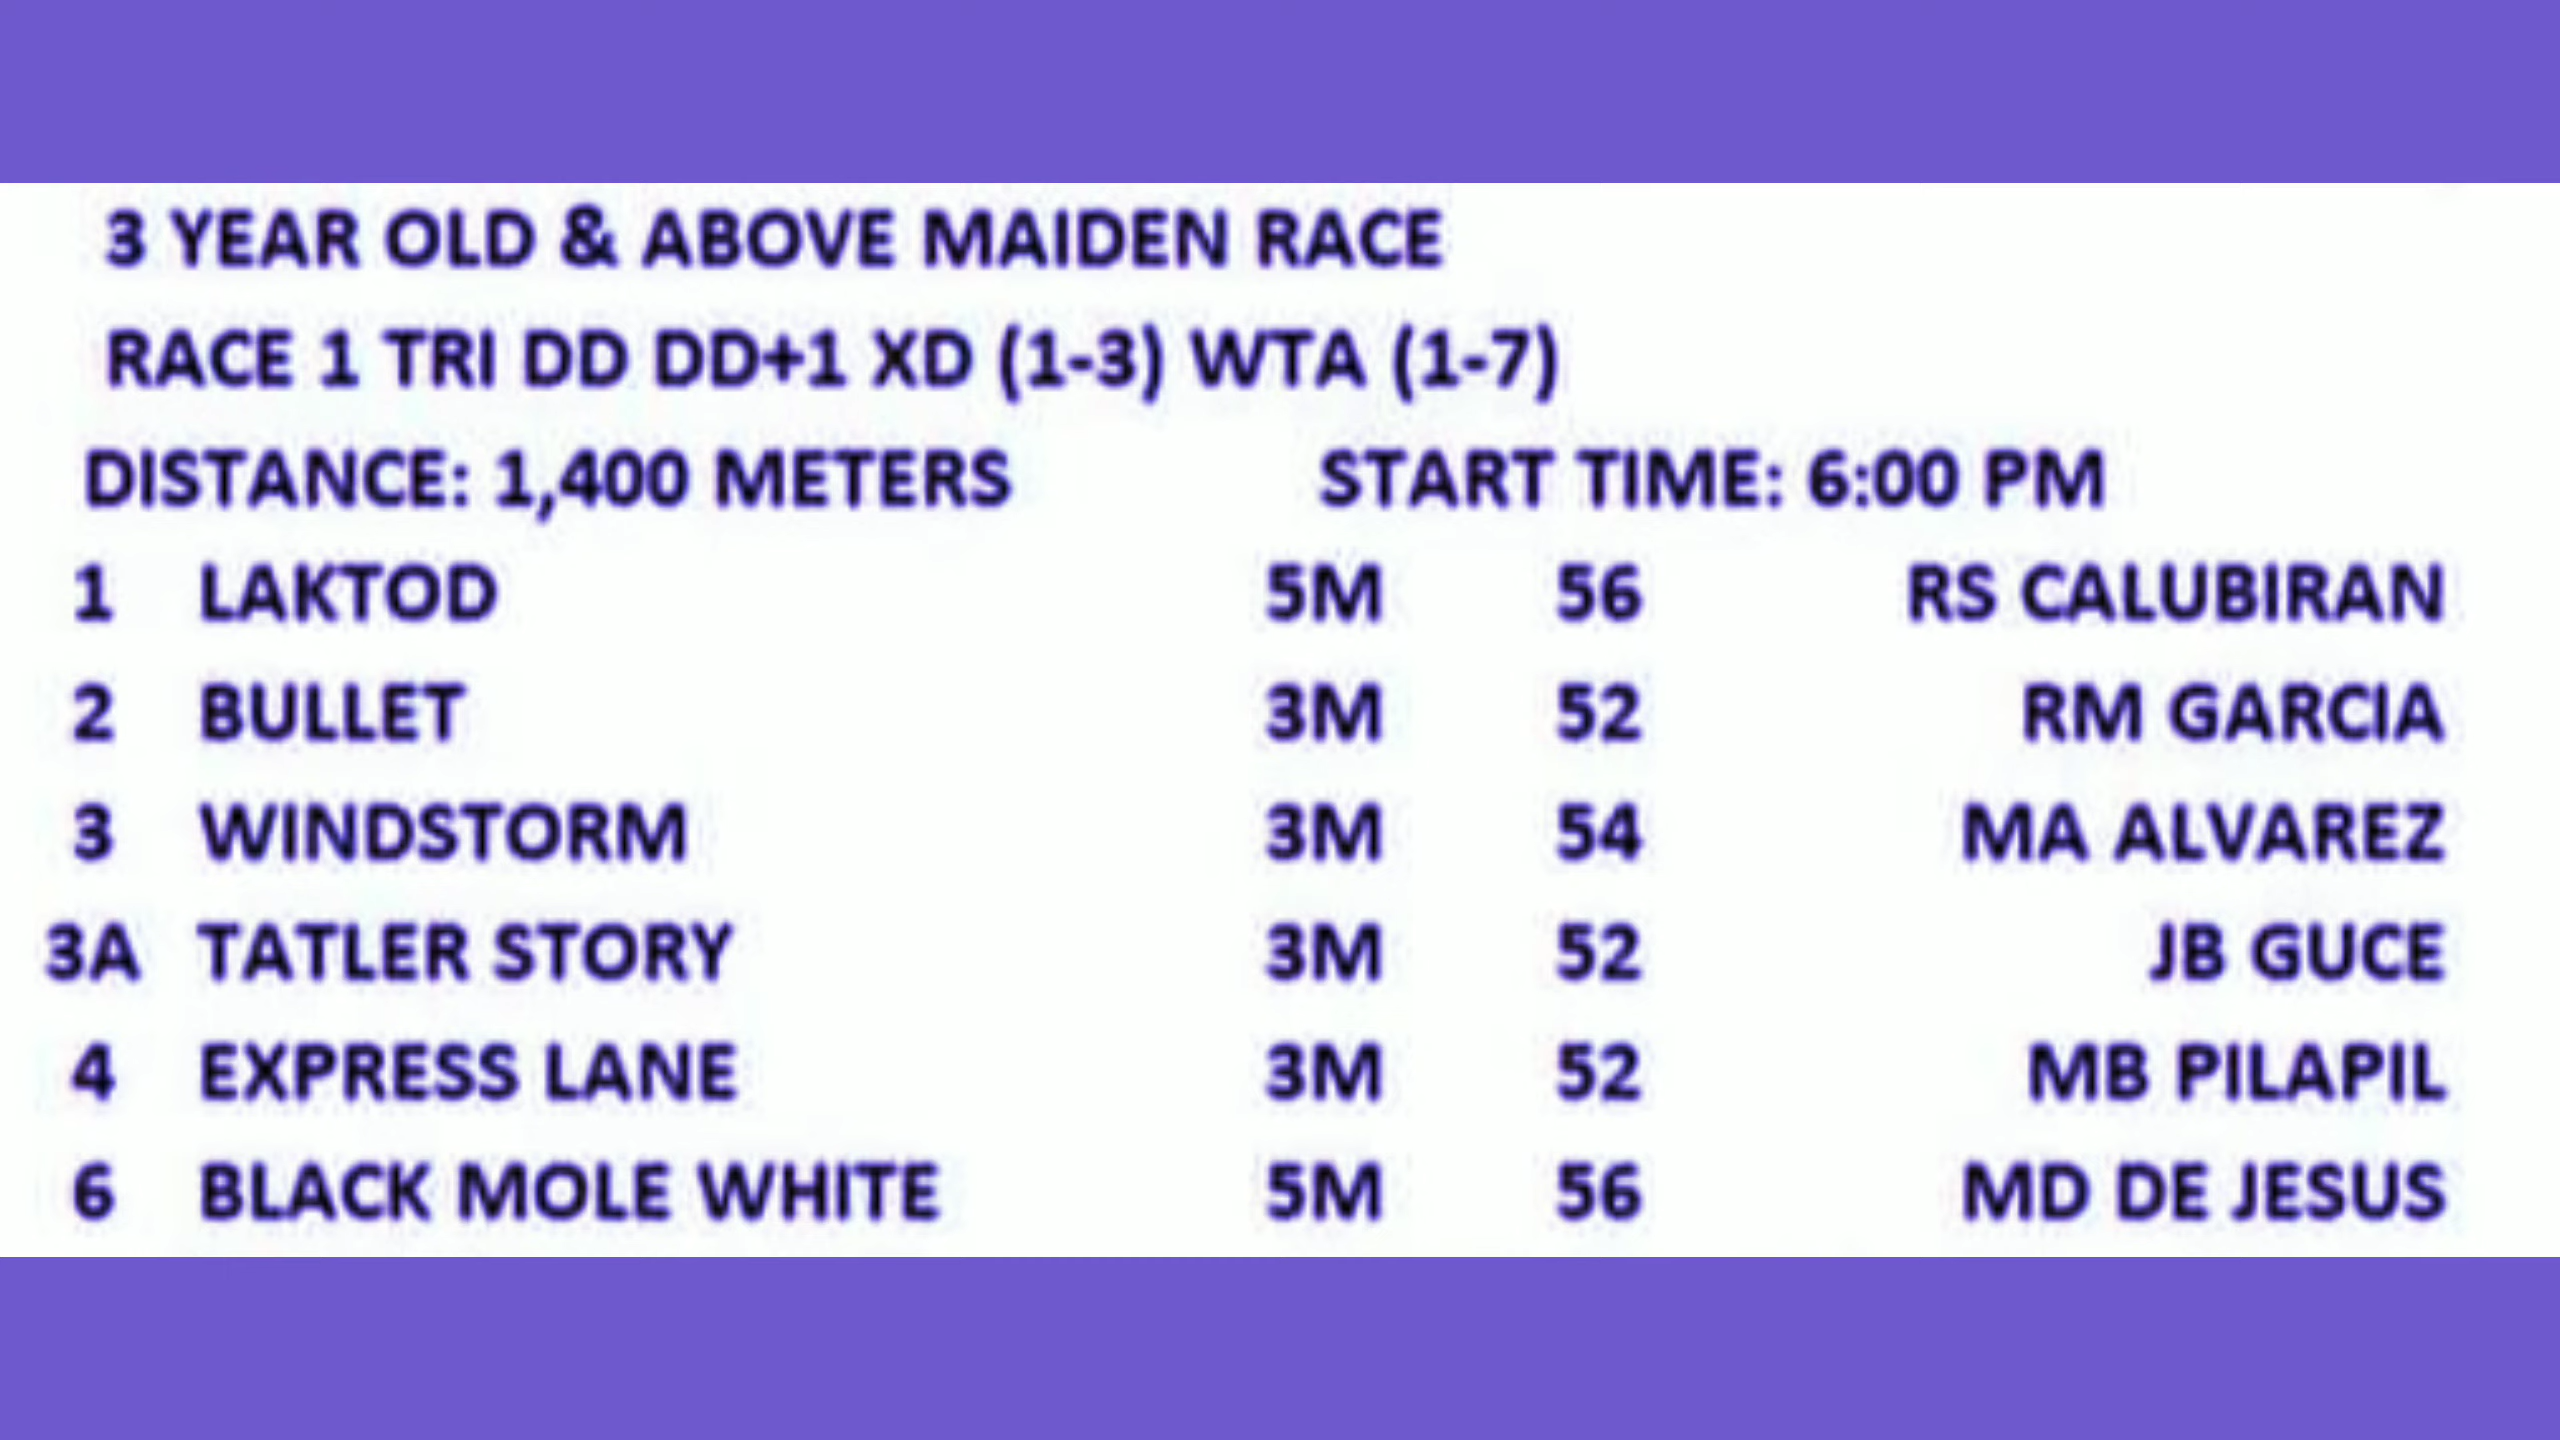 3 YEAR OLD & ABOVE MAIDEN RACE
RACE 1 TRI DD DD+1 XD (1-3) WTA (1-7)
DISTANCE: 1,400 METERS START TIME: 6:00 PM
1 LAKTOD 5M 56 RS CALUBIRAN
2 BULLET 3M 52 RM GARCIA
3 WINDSTORM 3M 54 MA ALVAREZ
3A TATLER STORY 3M 52 JB GUCE
4 EXPRESS LANE 3M 52 MB PILAPIL
6 BLACK MOLE WHITE 5M 56 MD DE JESUS